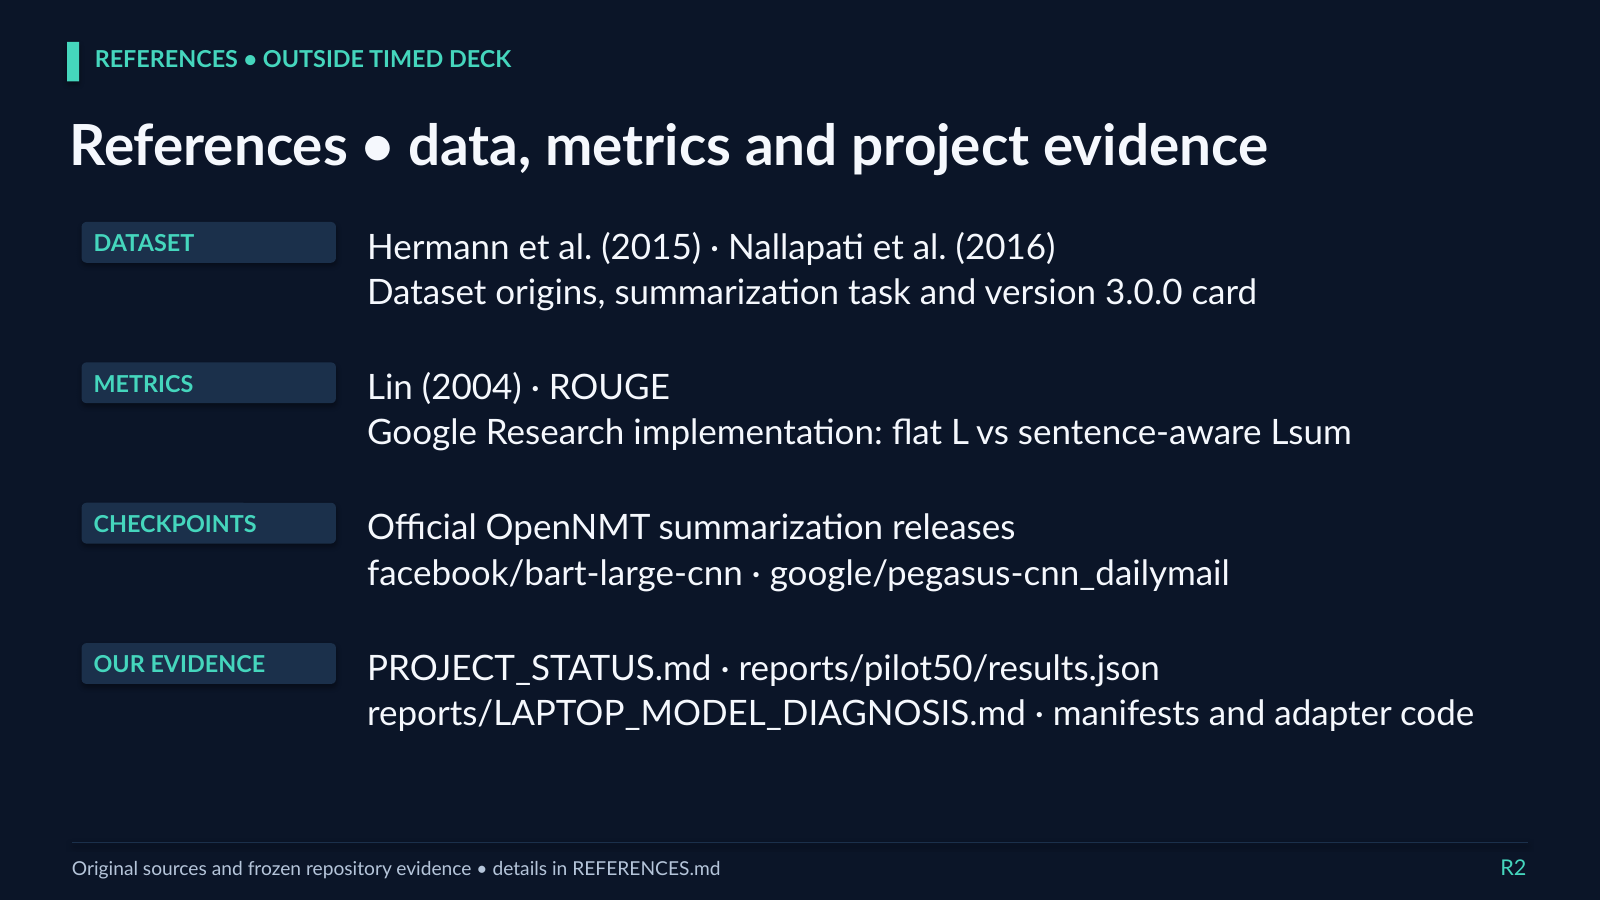 REFERENCES • OUTSIDE TIMED DECK
References • data, metrics and project evidence
DATASET
Hermann et al. (2015) · Nallapati et al. (2016)
Dataset origins, summarization task and version 3.0.0 card
METRICS
Lin (2004) · ROUGE
Google Research implementation: flat L vs sentence-aware Lsum
CHECKPOINTS
Official OpenNMT summarization releases
facebook/bart-large-cnn · google/pegasus-cnn_dailymail
OUR EVIDENCE
PROJECT_STATUS.md · reports/pilot50/results.json
reports/LAPTOP_MODEL_DIAGNOSIS.md · manifests and adapter code
Original sources and frozen repository evidence • details in REFERENCES.md
R2